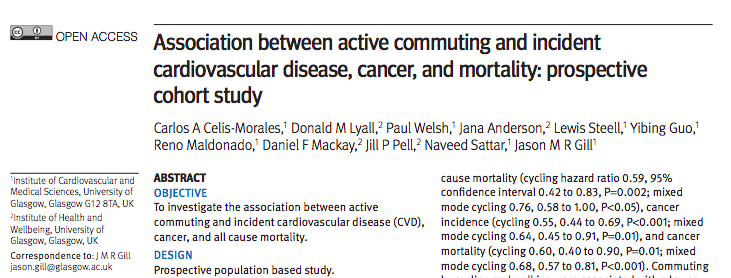 OPEN ACCESS
Association between active commuting and incident
cardiovascular disease, cancer, and mortality: prospective
cohort study
Carlos A Celis-Morales,1 Donald M Lyall,2 Paul Welsh,1 Jana Anderson,2 Lewis Steell,1 Yibing Guo,1
Reno Maldonado,1 Daniel F Mackay,2 Jill P Pell,2 Naveed Sattar,1 Jason M R Gill1
1Institute of Cardiovascular and
Medical Sciences, University of
Glasgow, Glasgow G12 8TA, UK
2Institute of Health and
Wellbeing, University of
Glasgow, Glasgow, UK
Correspondence to: J M R Gill
jason.gill@glasgow.ac.uk
ABSTRACT
OBJECTIVE
To investigate the association between active
commuting and incident cardiovascular disease (CVD),
cancer, and all cause mortality.
DESIGN
Prospective population based study.
cause mortality (cycling hazard ratio 0.59, 95%
confidence interval 0.42 to 0.83, P=0.002; mixed
mode cycling 0.76, 0.58 to 1.00, P<0.05), cancer
incidence (cycling 0.55, 0.44 to 0.69, P<0.001; mixed
mode cycling 0.64, 0.45 to 0.91, P=0.01), and cancer
mortality (cycling 0.60, 0.40 to 0.90, P=0.01; mixed
mode cycling 0.68, 0.57 to 0.81, P<0.001). Commuting